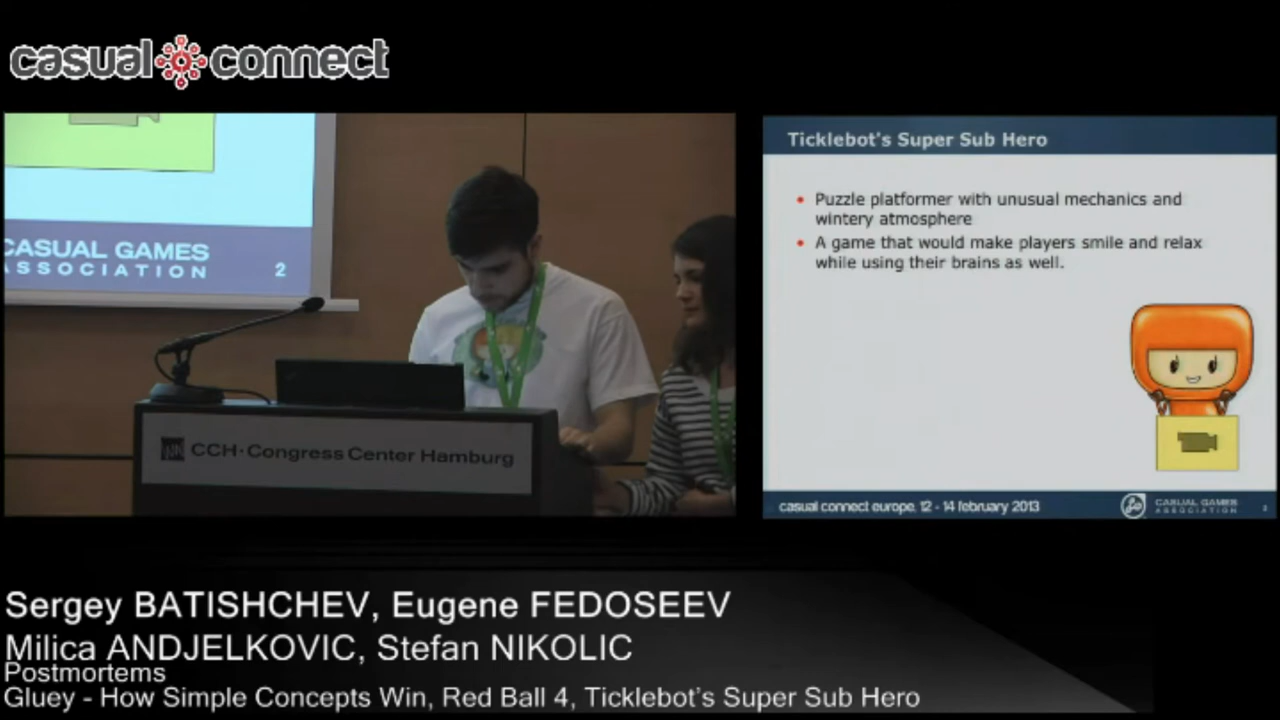 casual connect
CASUAL GAMES
ASSOCIATION
2
CCH·Congress Center Hamburg
Ticklebot's Super Sub Hero
• Puzzle platformer with unusual mechanics and
wintery atmosphere
• A game that would make players smile and relax
while using their brains as well.
casual connect europe, 12 - 14 february 2013
CASUAL GAMES
ASSOCIATION
2
Sergey BATISHCHEV, Eugene FEDOSEEV
Milica ANDJELKOVIC, Stefan NIKOLIC
Postmortems
Gluey - How Simple Concepts Win, Red Ball 4, Ticklebot's Super Sub Hero